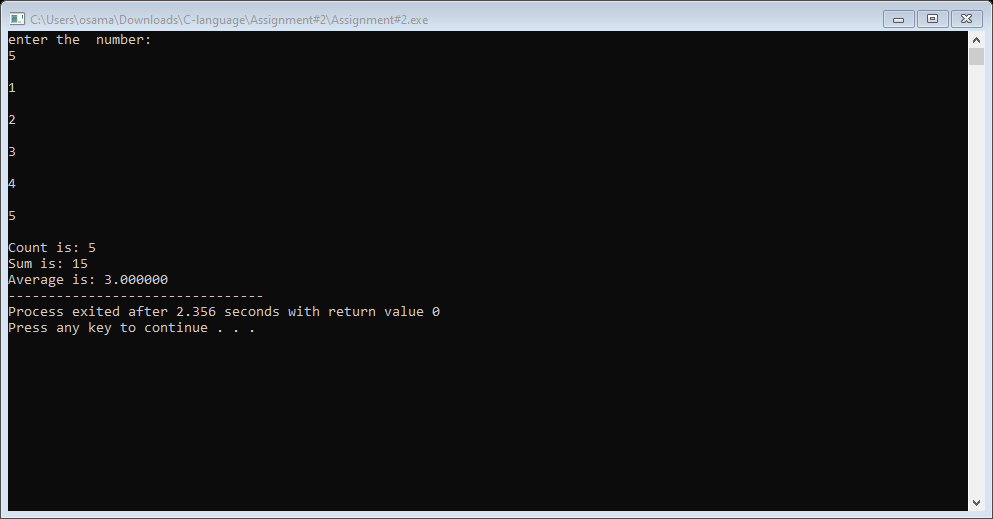 C:\Users\osama\Downloads\C-language\Assignment#2\Assignment#2.exe
enter the  number:
5
1
2
3
4
5
Count is: 5
Sum is: 15
Average is: 3.000000
--------------------------------
Process exited after 2.356 seconds with return value 0
Press any key to continue . . .